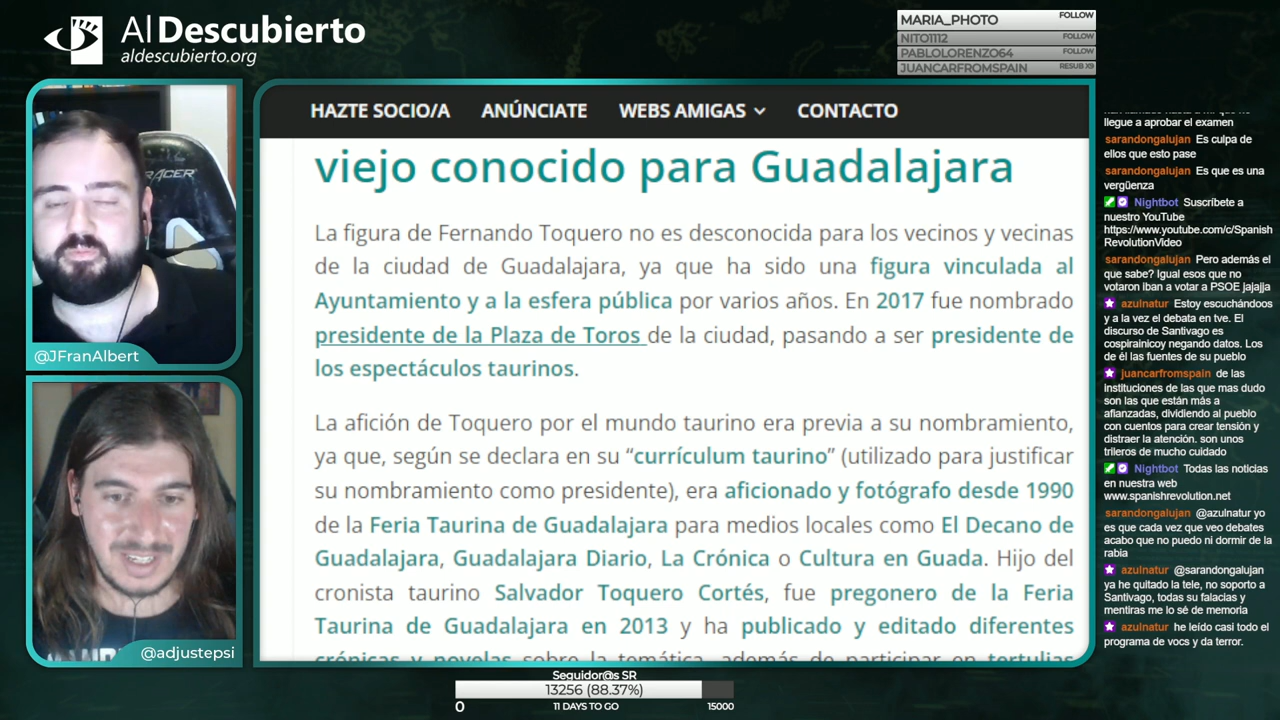 Al Descubierto
aldescubierto.org
MARIA_PHOTO FOLLOW
NITO1112 FOLLOW
PABLOLORENZO64 FOLLOW
JUANCARFROMSPAIN RESUB X9
HAZTE SOCIO/A ANÚNCIATE WEBS AMIGAS CONTACTO
viejo conocido para Guadalajara
La figura de Fernando Toquero no es desconocida para los vecinos y vecinas
de la ciudad de Guadalajara, ya que ha sido una figura vinculada al
Ayuntamiento y a la esfera pública por varios años. En 2017 fue nombrado
presidente de la Plaza de Toros de la ciudad, pasando a ser presidente de
los espectáculos taurinos.
La afición de Toquero por el mundo taurino era previa a su nombramiento,
ya que, según se declara en su “currículum taurino” (utilizado para justificar
su nombramiento como presidente), era aficionado y fotógrafo desde 1990
de la Feria Taurina de Guadalajara para medios locales como El Decano de
Guadalajara, Guadalajara Diario, La Crónica o Cultura en Guada. Hijo del
cronista taurino Salvador Toquero Cortés, fue pregonero de la Feria
Taurina de Guadalajara en 2013 y ha publicado y editado diferentes
crónicas y novelas sobre la temática, además de participar en tertulias
ACER
@JFranAlbert
@adjustepsi
llegue a aprobar el examen
sarandongalujan Es culpa de
ellos que esto pase
sarandongalujan Es que es una
vergüenza
Nightbot Suscríbete a
nuestro YouTube
https://www.youtube.com/c/Spanish
RevolutionVideo
sarandongalujan Pero además el
que sabe? Igual esos que no
votaron iban a votar a PSOE jajajja
azulnatur Estoy escuchándoos
y a la vez el debata en tve. El
discurso de Santivago es
cospirainicoy negando datos. Los
de él las fuentes de su pueblo
juancarfromspain de las
instituciones de las que mas dudo
son las que están más a
afianzadas, dividiendo al pueblo
con cuentos para crear tensión y
distraer la atención. son unos
trileros de mucho cuidado
Nightbot Todas las noticias
en nuestra web
www.spanishrevolution.net
sarandongalujan @azulnatur yo
es que cada vez que veo debates
acabo que no puedo ni dormir de la
rabia
azulnatur @sarandongalujan
ya he quitado la tele, no soporto a
Santivago, todas su falacias y
mentiras me lo sé de memoria
azulnatur he leído casi todo el
programa de vocs y da terror.
Seguidor@s SR
13256 (88.37%)
0 11 DAYS TO GO 15000